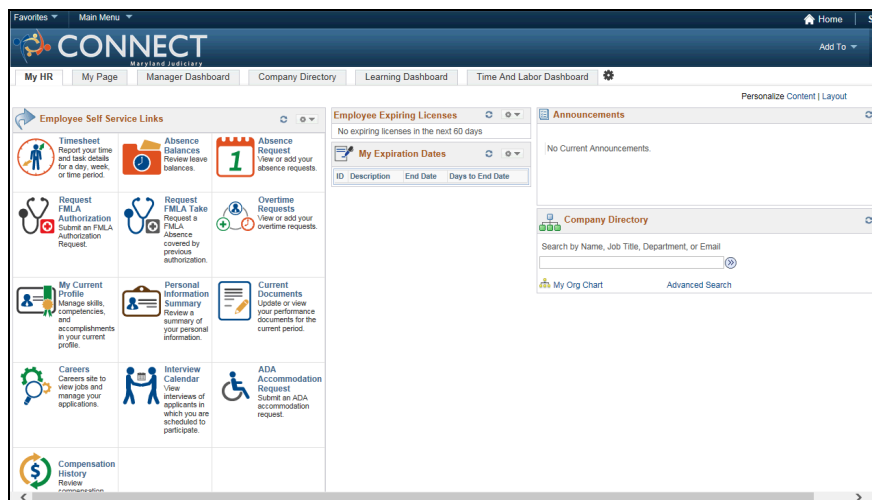 Favorites
Main Menu
Home
CONNECT
Maryland Judiciary
Add To
My HR
My Page
Manager Dashboard
Company Directory
Learning Dashboard
Time And Labor Dashboard
Personalize Content | Layout
Employee Self Service Links
Timesheet
Report your time
and task details
for a day, week,
or time period.
Absence
Balances
Review leave
balances.
1
Absence
Request
View or add your
absence requests.
Request
FMLA
Authorization
Submit an FMLA
Authorization
Request.
Request
FMLA Take
Request a
FMLA
Absence
covered by
previous
authorization.
Overtime
Requests
View or add your
overtime requests.
My Current
Profile
Manage skills,
competencies,
and
accomplishments
in your current
profile.
Personal
Information
Summary
Review a
summary of
your personal
information.
Current
Documents
Update or view
your performance
documents for the
current period.
Careers
Careers site to
view jobs and
manage your
applications.
Interview
Calendar
View
interviews of
applicants in
which you are
scheduled to
participate.
ADA
Accommodation
Request
Submit an ADA
accommodation
request.
$
Compensation
History
Review
compensation
Employee Expiring Licenses
No expiring licenses in the next 60 days
My Expiration Dates
ID Description End Date Days to End Date
Announcements
No Current Announcements.
Company Directory
Search by Name, Job Title, Department, or Email
My Org Chart
Advanced Search